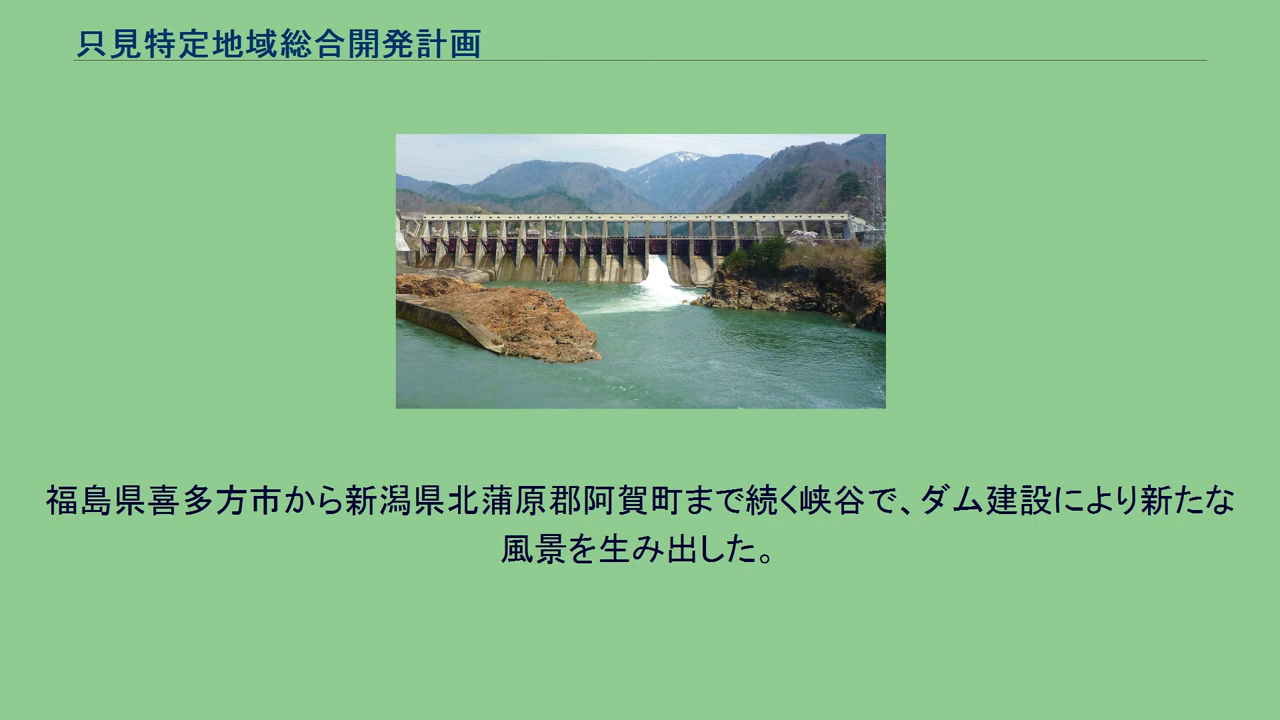 只見特定地域総合開発計画
福島県喜多方市から新潟県北蒲原郡阿賀町まで続く峡谷で、ダム建設により新たな
風景を生み出した。